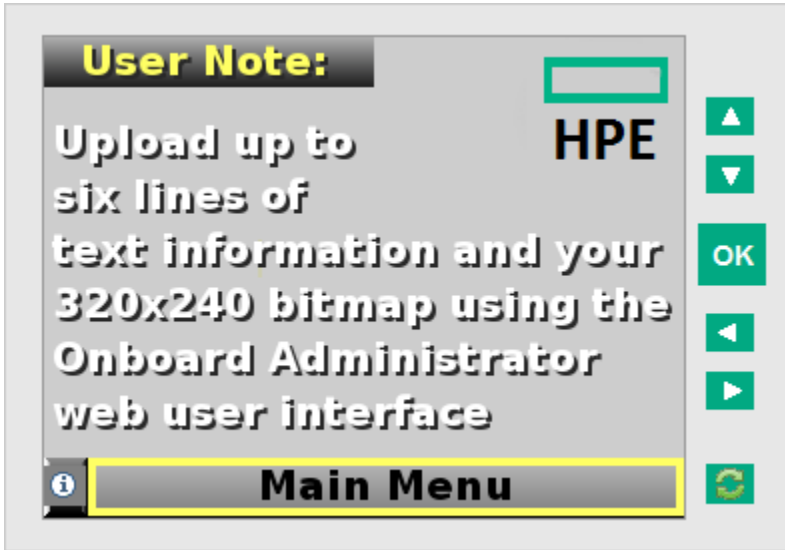 User Note:
HPE
Upload up to
six lines of
text information and your
320x240 bitmap using the
Onboard Administrator
web user interface
OK
i
Main Menu